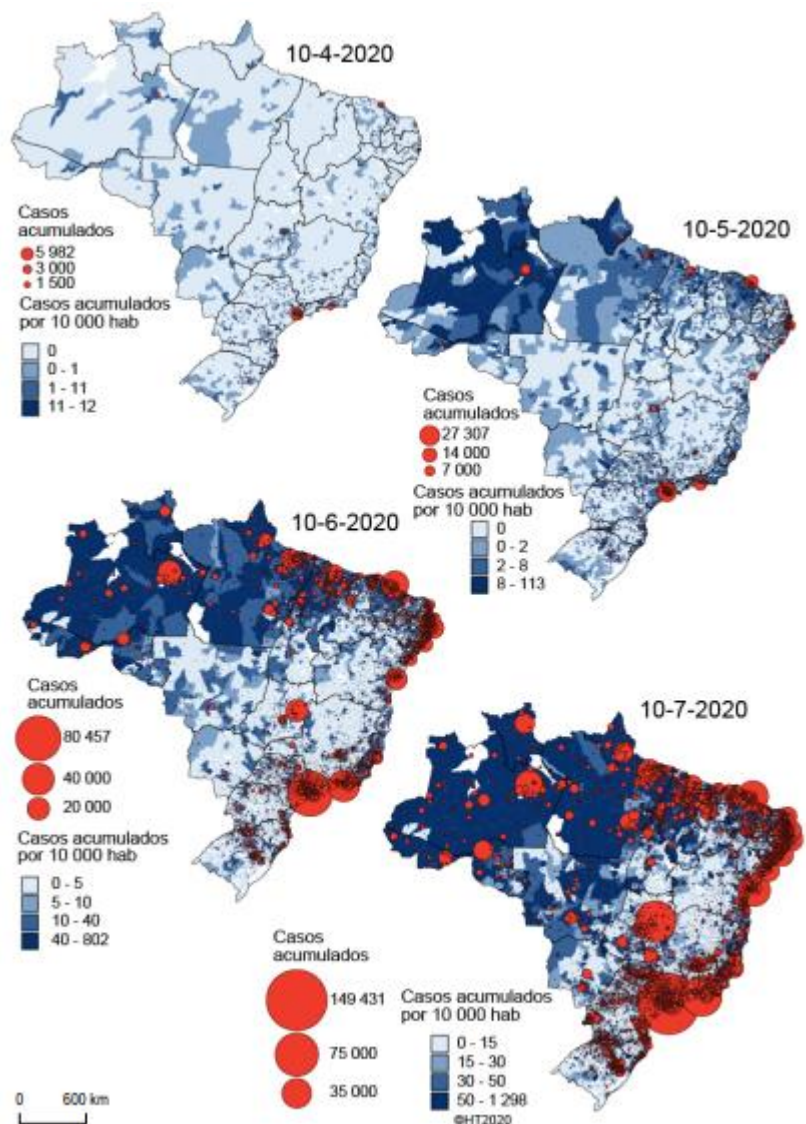 10-4-2020
Casos
acumulados
5 982
3 000
1 500
Casos acumulados
por 10 000 hab
0
0 - 1
1 - 11
11 - 12
10-5-2020
Casos
acumulados
27 307
14 000
7 000
Casos acumulados
por 10 000 hab
0
0 - 2
2 - 8
8 - 113
10-6-2020
Casos
acumulados
80 457
40 000
20 000
Casos acumulados
por 10 000 hab
0 - 5
5 - 10
10 - 40
40 - 802
10-7-2020
Casos
acumulados
149 431
75 000
35 000
Casos acumulados
por 10 000 hab
0 - 15
15 - 30
30 - 50
50 - 1 298
0 600 km
©HT2020